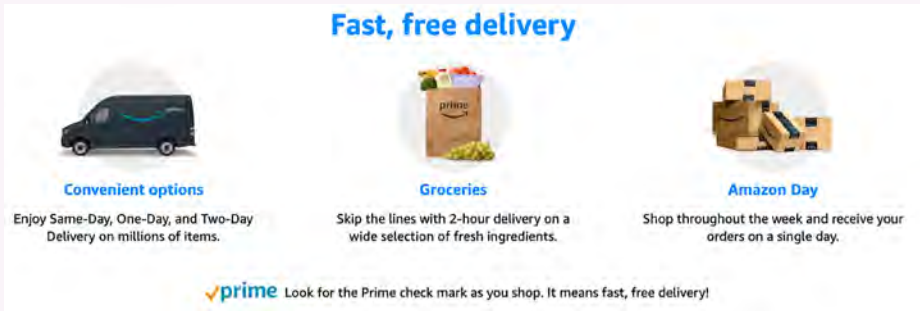 Fast, free delivery
prime
Convenient options
Groceries
Amazon Day
Enjoy Same-Day, One-Day, and Two-Day
Delivery on millions of items.
Skip the lines with 2-hour delivery on a
wide selection of fresh ingredients.
Shop throughout the week and receive your
orders on a single day.
prime Look for the Prime check mark as you shop. It means fast, free delivery!